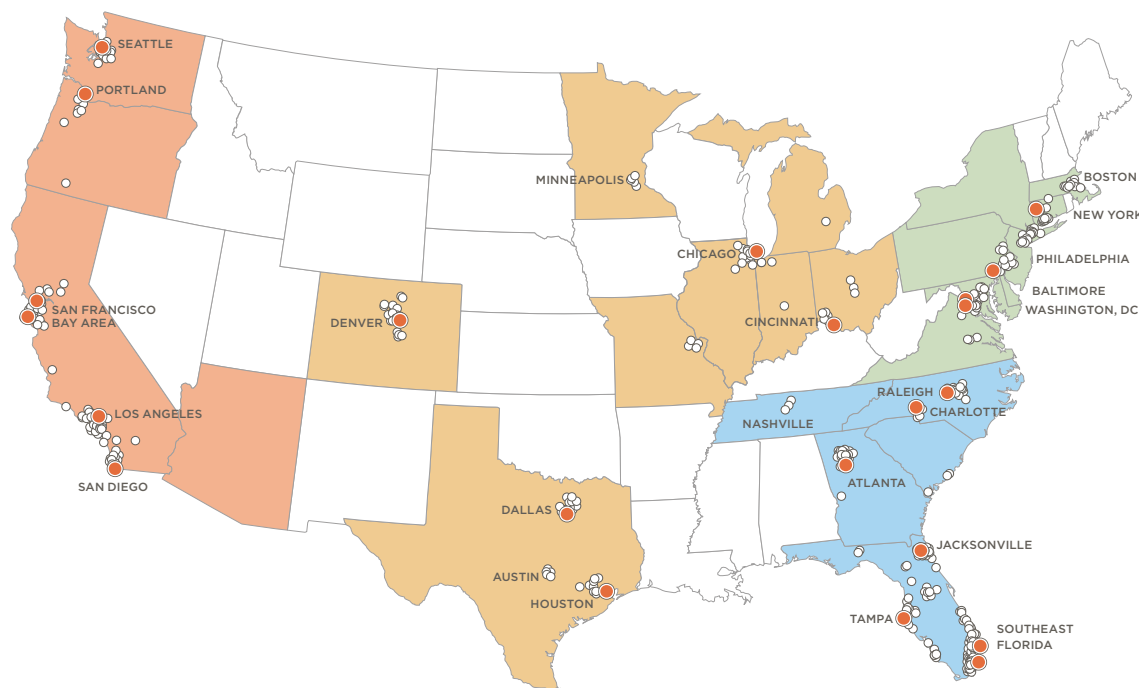 SEATTLE
PORTLAND
MINNEAPOLIS
BOSTON
NEW YORK
CHICAGO
PHILADELPHIA
BALTIMORE
WASHINGTON, DC
SAN FRANCISCO
BAY AREA
DENVER
CINCINNATI
LOS ANGELES
RALEIGH
CHARLOTTE
NASHVILLE
SAN DIEGO
ATLANTA
DALLAS
JACKSONVILLE
AUSTIN
HOUSTON
TAMPA
SOUTHEAST
FLORIDA